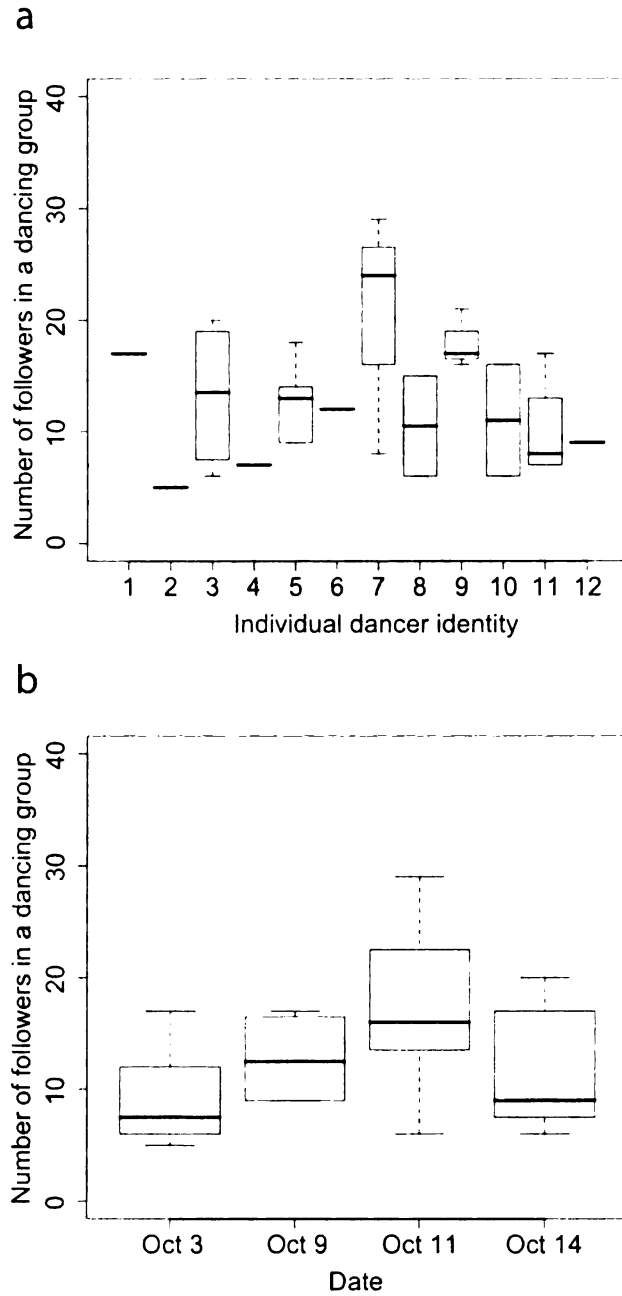 a
Number of followers in a dancing group
40
30
20
10
0
1 2 3 4 5 6 7 8 9 10 11 12
Individual dancer identity
b
Number of followers in a dancing group
40
30
20
10
0
Oct 3 Oct 9 Oct 11 Oct 14
Date